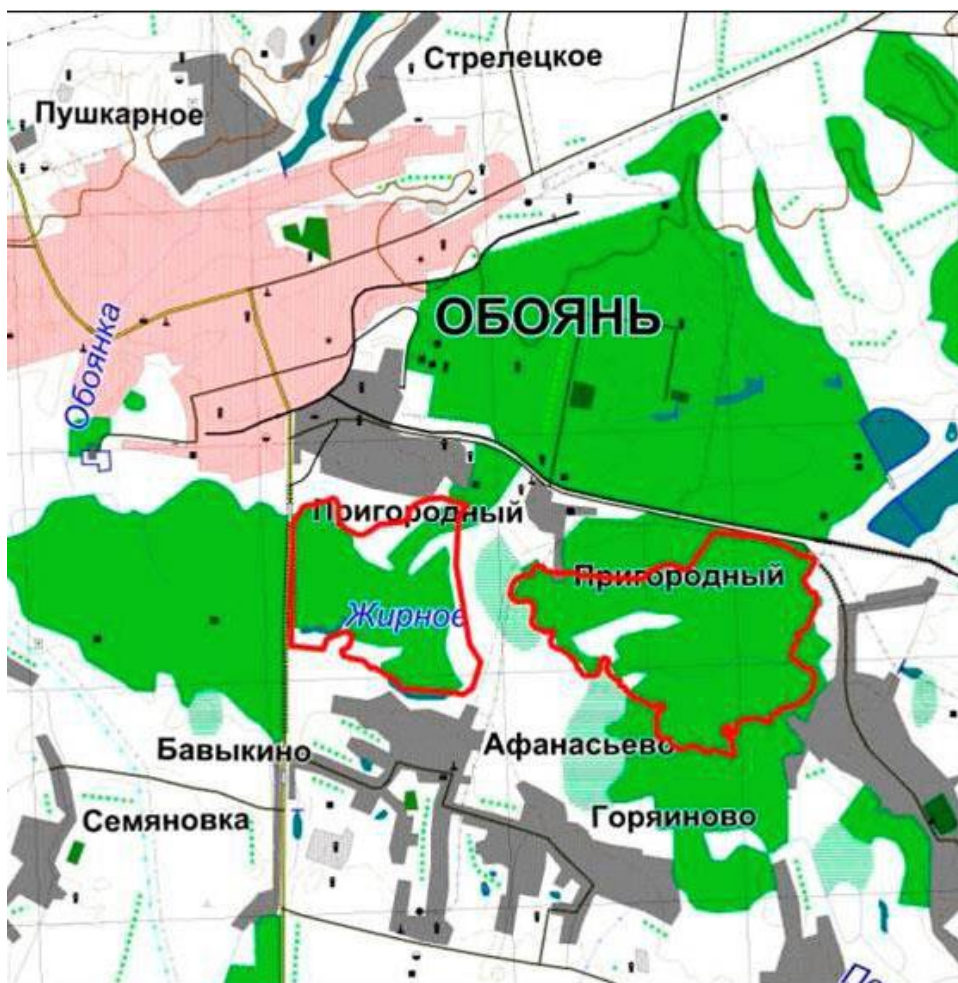 Стрелецкое
Пушкарное
ОБОЯНЬ
Обоянка
Пригородный
Пригородный
Жирное
Бавыкино
Афанасьево
Семяновка
Горяиново